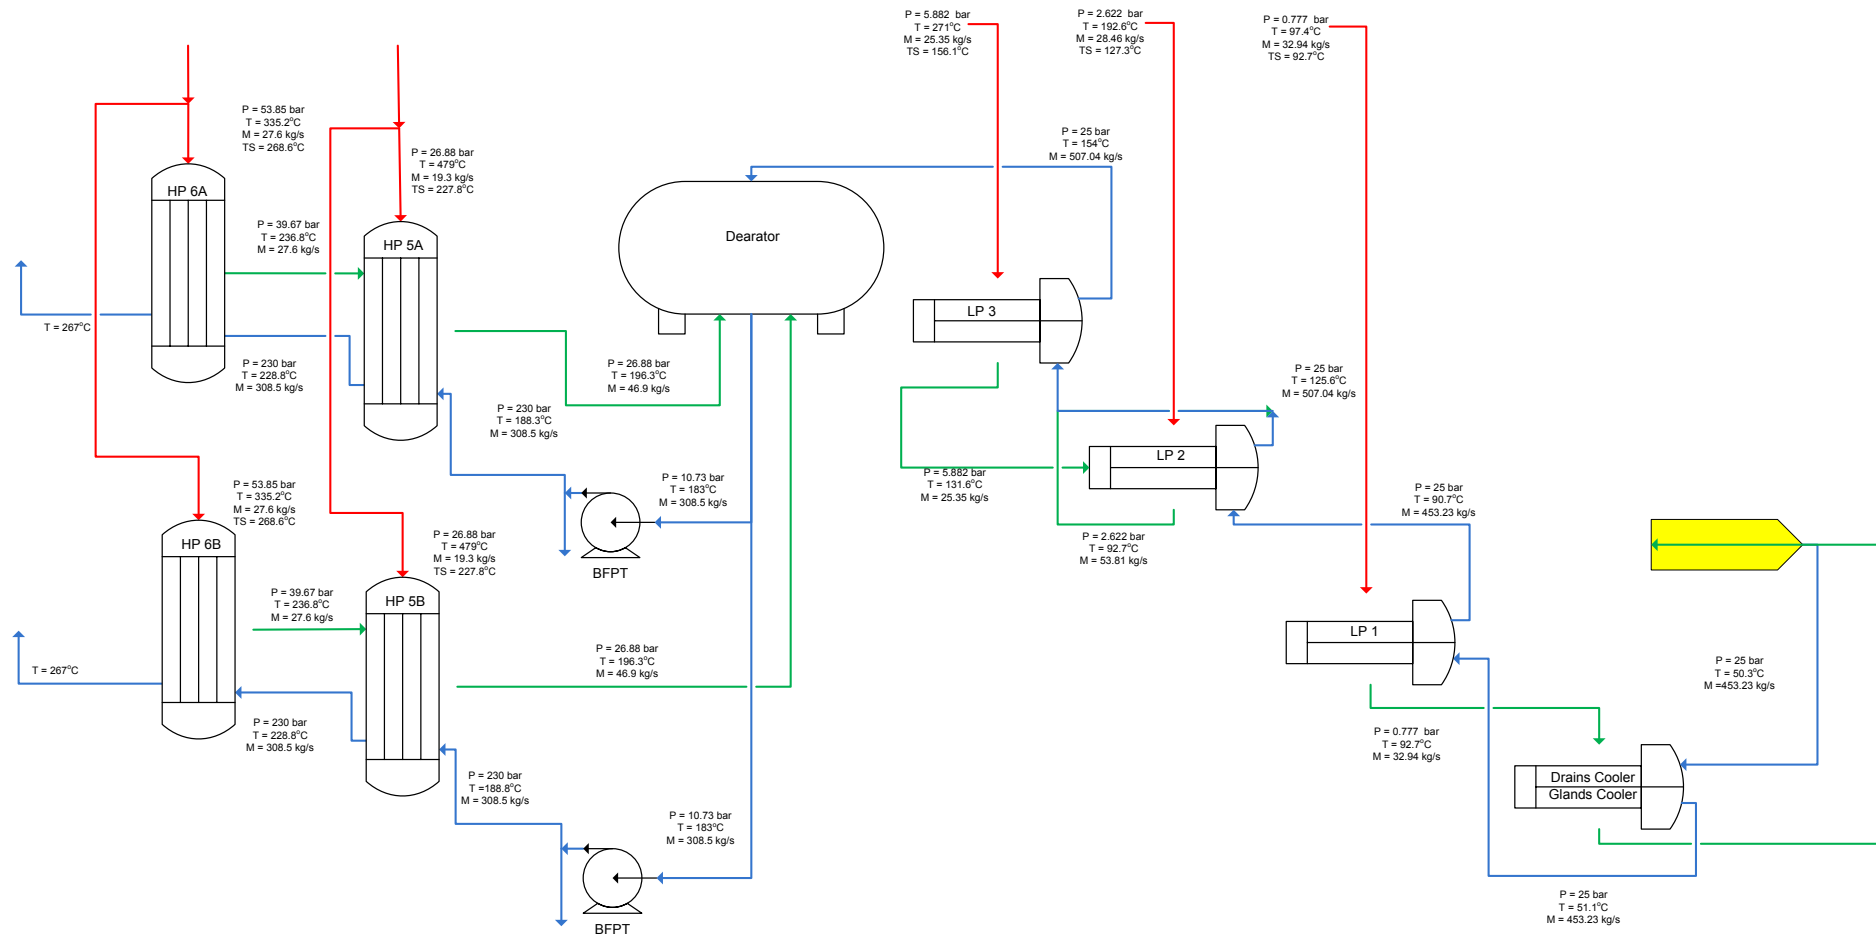 P = 5.882  bar
T = 271°C
M = 25.35 kg/s
TS = 156.1°C
P = 2.622  bar
T = 192.6°C
M = 28.46 kg/s
TS = 127.3°C
P = 0.777  bar
T = 97.4°C
M = 32.94 kg/s
TS = 92.7°C
P = 53.85 bar
T = 335.2°C
M = 27.6 kg/s
TS = 268.6°C
P = 26.88 bar
T = 479°C
M = 19.3 kg/s
TS = 227.8°C
P = 25 bar
T = 154°C
M = 507.04 kg/s
HP 6A
P = 39.67 bar
T = 236.8°C
M = 27.6 kg/s
HP 5A
Dearator
LP 3
T = 267°C
P = 230 bar
T = 228.8°C
M = 308.5 kg/s
P = 26.88 bar
T = 196.3°C
M = 46.9 kg/s
P = 25 bar
T = 125.6°C
M = 507.04 kg/s
P = 230 bar
T = 188.3°C
M = 308.5 kg/s
LP 2
P = 5.882 bar
T = 131.6°C
M = 25.35 kg/s
P = 10.73 bar
T = 183°C
M = 308.5 kg/s
P = 53.85 bar
T = 335.2°C
M = 27.6 kg/s
TS = 268.6°C
P = 25 bar
T = 90.7°C
M = 453.23 kg/s
HP 6B
P = 26.88 bar
T = 479°C
M = 19.3 kg/s
TS = 227.8°C
P = 2.622 bar
T = 92.7°C
M = 53.81 kg/s
BFPT
P = 39.67 bar
T = 236.8°C
M = 27.6 kg/s
HP 5B
LP 1
P = 26.88 bar
T = 196.3°C
M = 46.9 kg/s
T = 267°C
P = 25 bar
T = 50.3°C
M =453.23 kg/s
P = 230 bar
T = 228.8°C
M = 308.5 kg/s
P = 0.777  bar
T = 92.7°C
M = 32.94 kg/s
P = 230 bar
T =188.8°C
M = 308.5 kg/s
Drains Cooler
Glands Cooler
P = 10.73 bar
T = 183°C
M = 308.5 kg/s
P = 25 bar
T = 51.1°C
M = 453.23 kg/s
BFPT